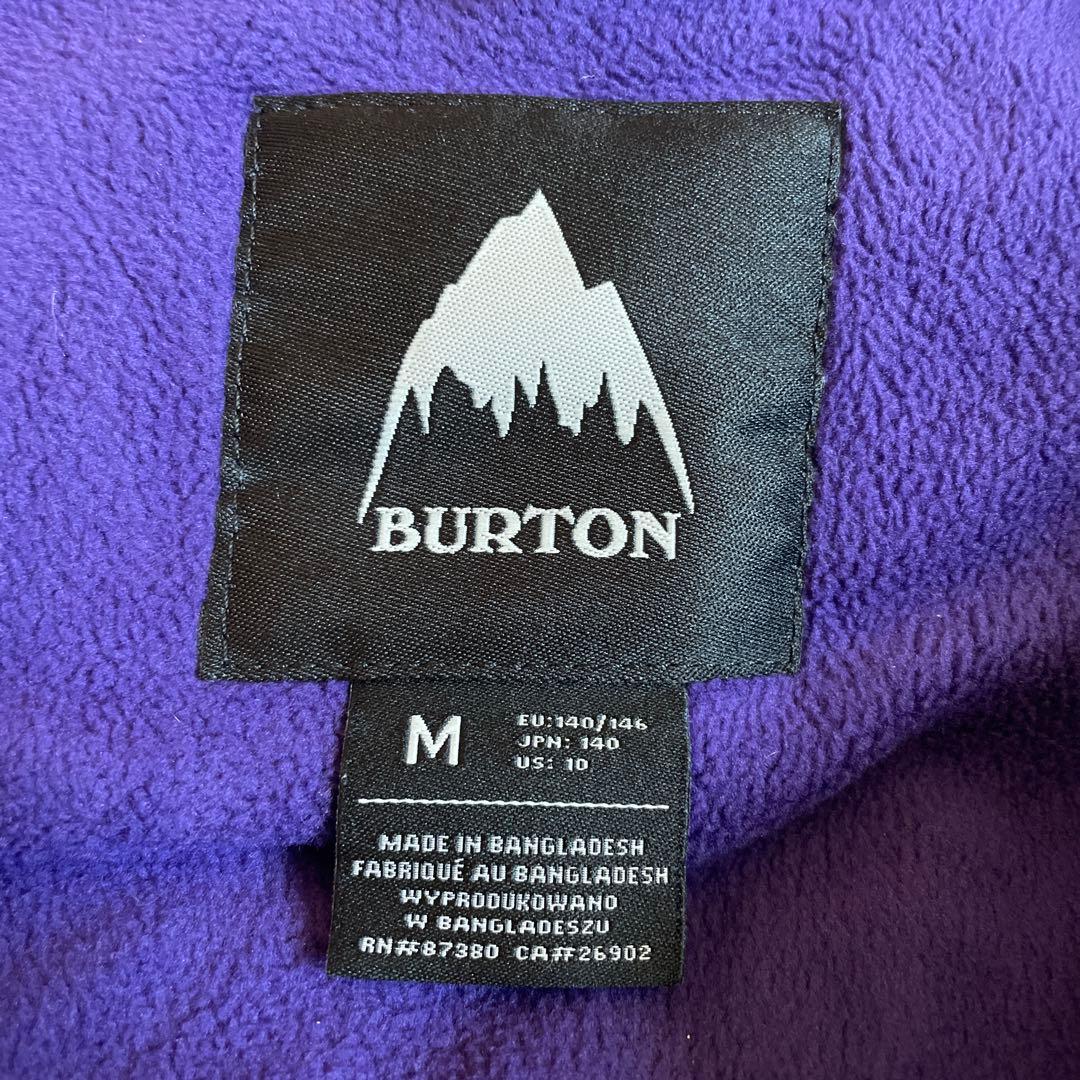 BURTON
M
EU:140/146
JPN: 140
US: 10
MADE IN BANGLADESH
FABRIQUÉ AU BANGLADESH
WYPRODUKOWANO
W BANGLADESZU
RN#87380 CA#26902